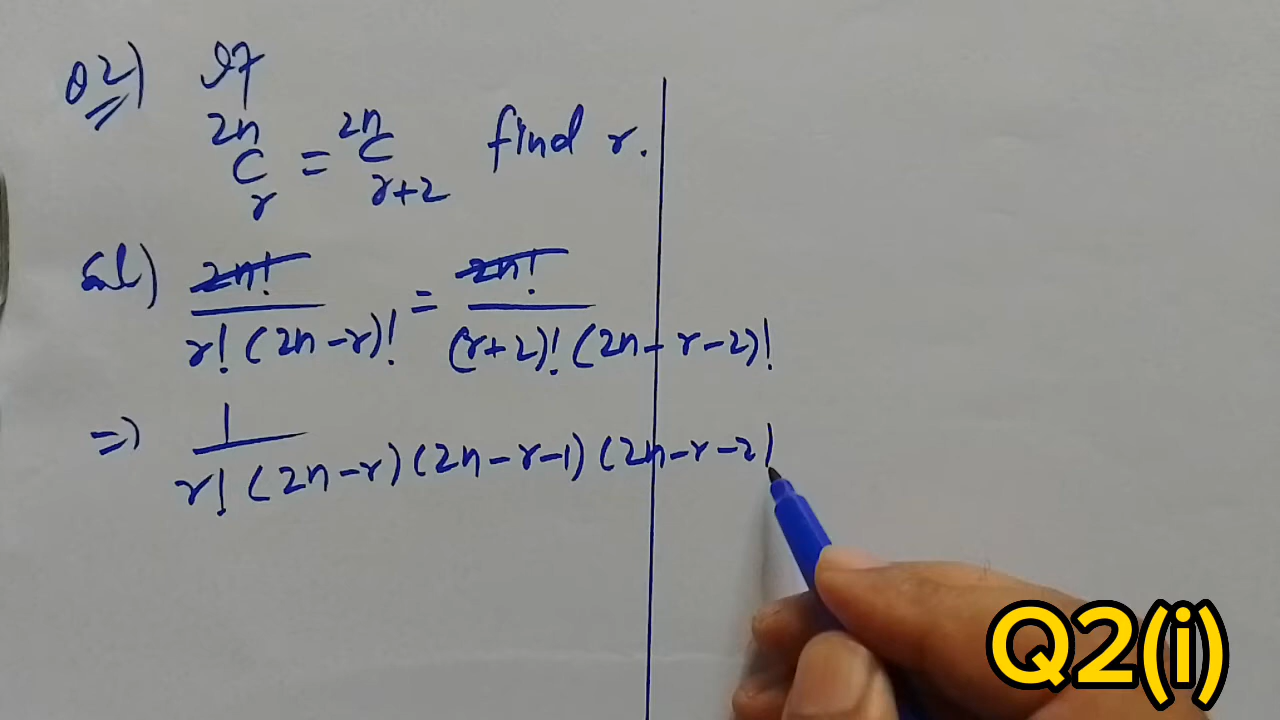 Q2) If
2n C r = 2n C r+2 find r.
Sol) 2n! / r! (2n-r)! = 2n! / (r+2)! (2n-r-2)!
=> 1 / r! (2n-r) (2n-r-1) (2n-r-2)
Q2(i)